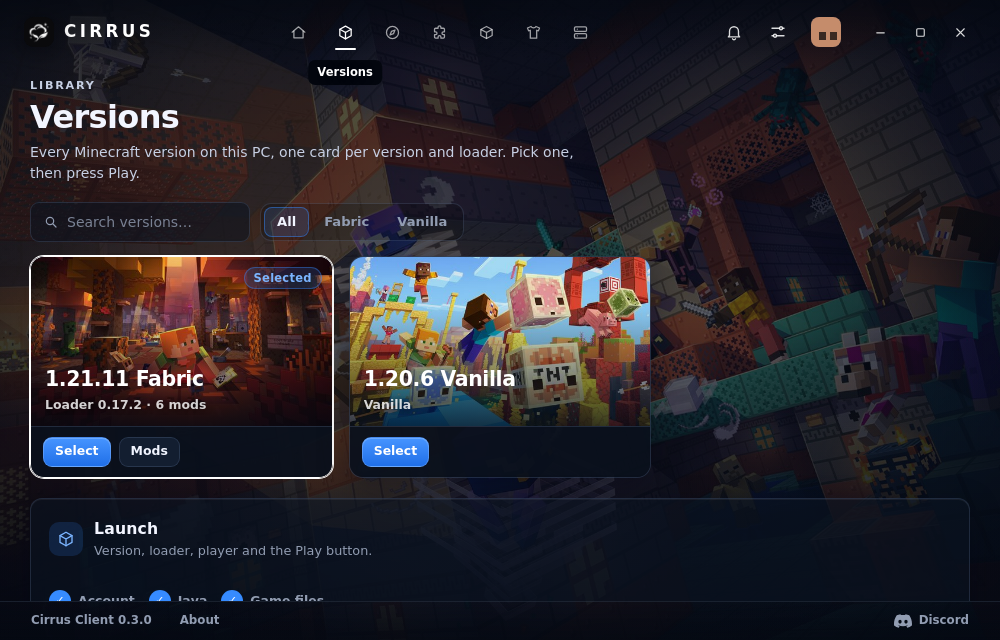 CIRRUS
Versions
LIBRARY
Versions
Every Minecraft version on this PC, one card per version and loader. Pick one,
then press Play.
Search versions...
All
Fabric
Vanilla
Selected
1.21.11 Fabric
Loader 0.17.2 · 6 mods
Select
Mods
TNT
1.20.6 Vanilla
Vanilla
Select
Launch
Version, loader, player and the Play button.
Account
Java
Game files
Cirrus Client 0.3.0
About
Discord